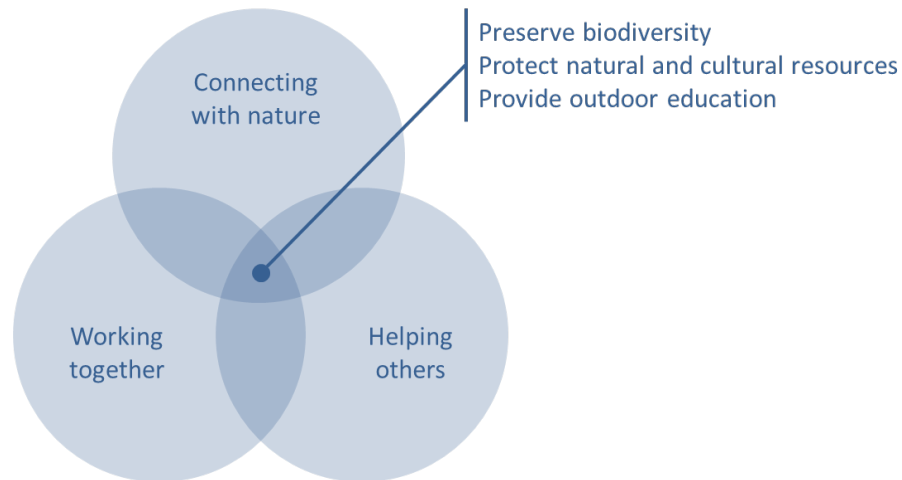 Preserve biodiversity
Protect natural and cultural resources
Provide outdoor education
Connecting
with nature
Working
together
Helping
others